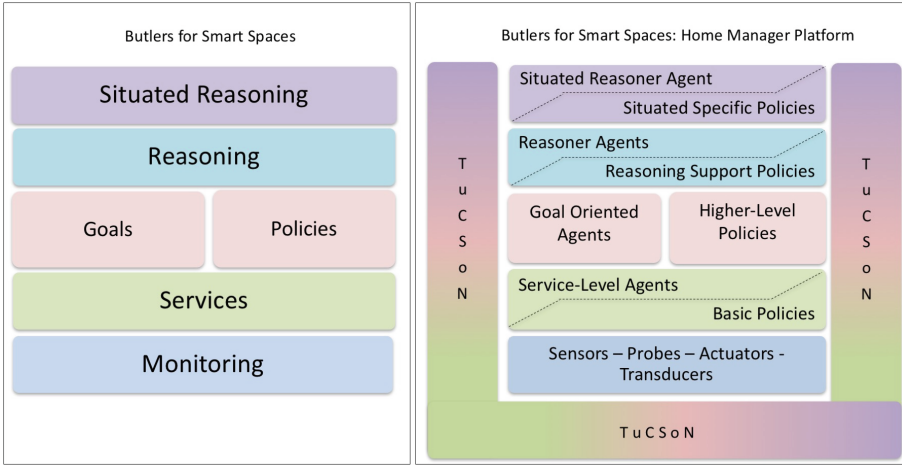 Butlers for Smart Spaces
Situated Reasoning
Reasoning
Goals
Policies
Services
Monitoring
Butlers for Smart Spaces: Home Manager Platform
TuCSoN
Situated Reasoner Agent
Situated Specific Policies
Reasoner Agents
Reasoning Support Policies
Goal Oriented
Agents
Higher-Level
Policies
Service-Level Agents
Basic Policies
Sensors – Probes – Actuators -
Transducers
TuCSoN
T u C S o N